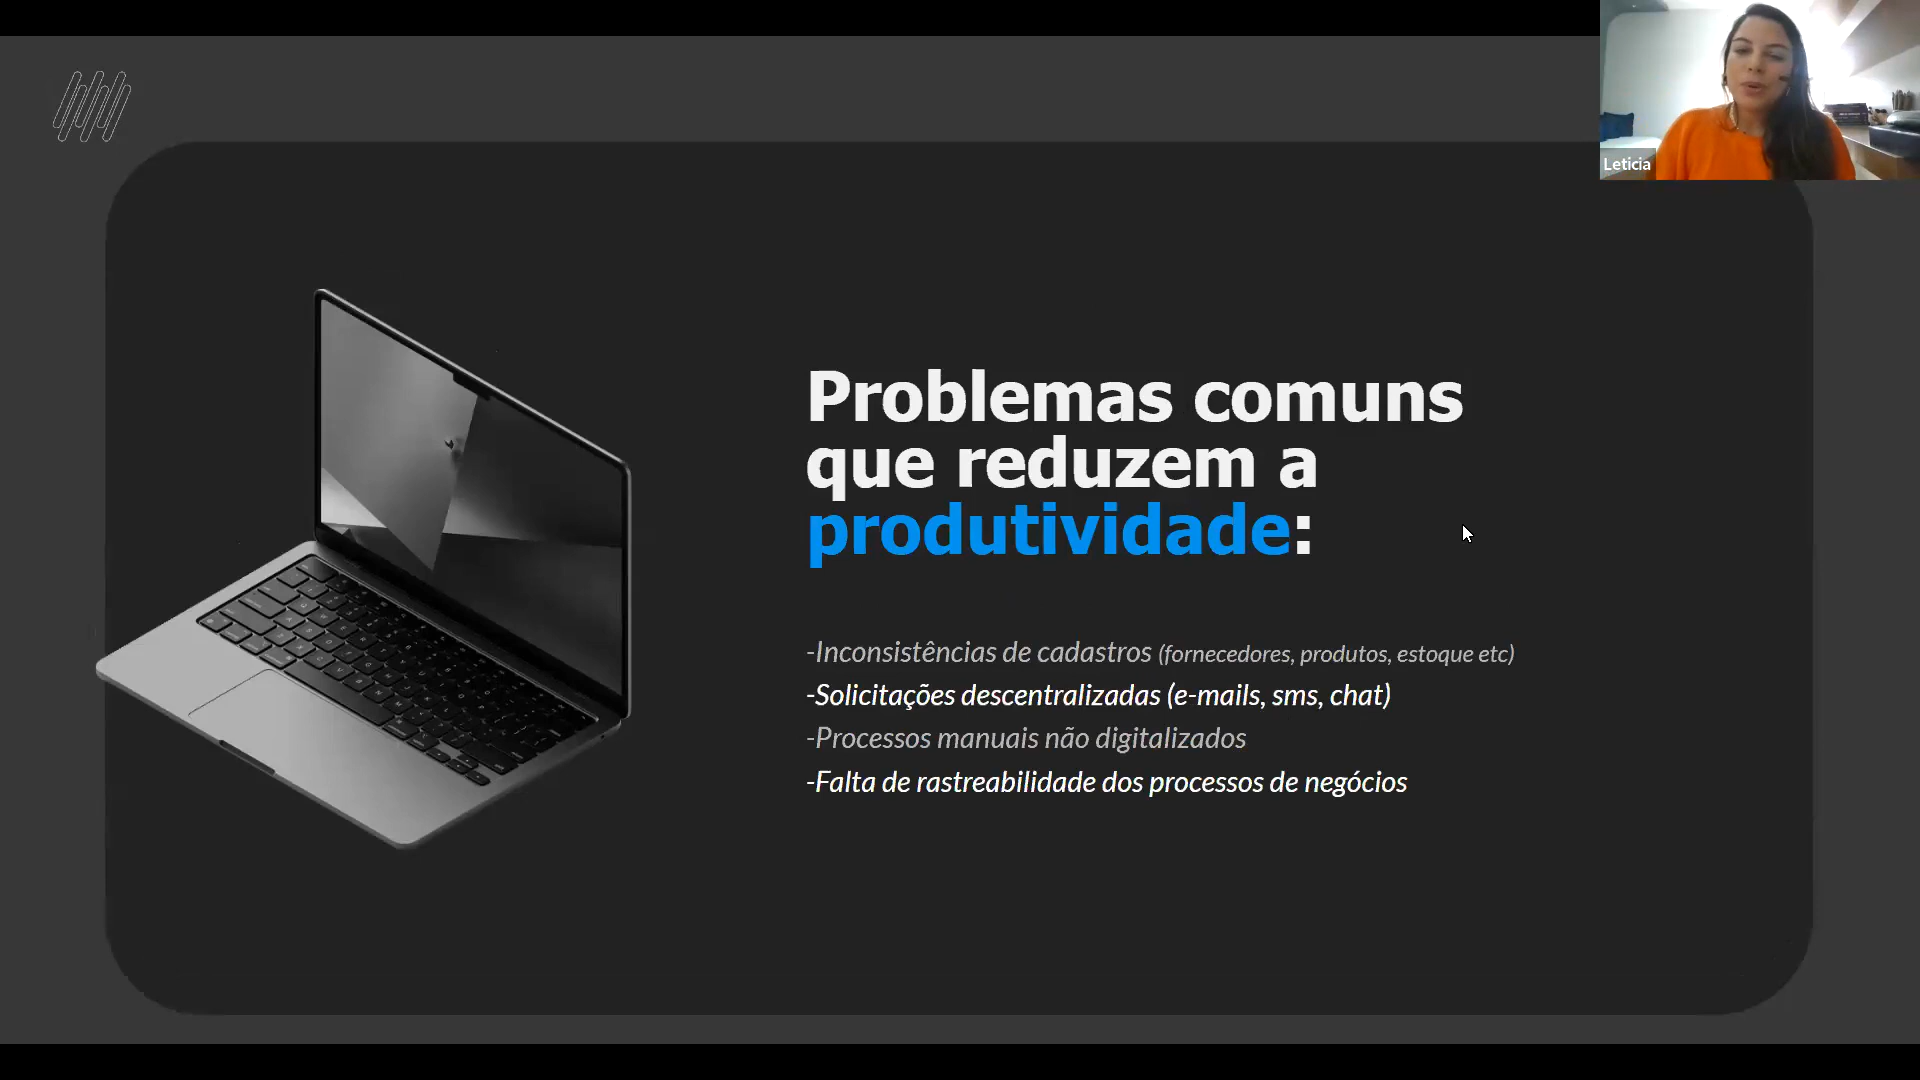 Leticia
Problemas comuns
que reduzem a
produtividade:
-Inconsistências de cadastros (fornecedores, produtos, estoque etc)
-Solicitações descentralizadas (e-mails, sms, chat)
-Processos manuais não digitalizados
-Falta de rastreabilidade dos processos de negócios